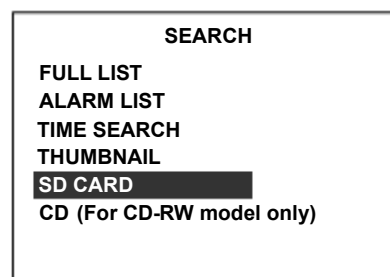 SEARCH
FULL LIST
ALARM LIST
TIME SEARCH
THUMBNAIL
SD CARD
CD (For CD-RW model only)